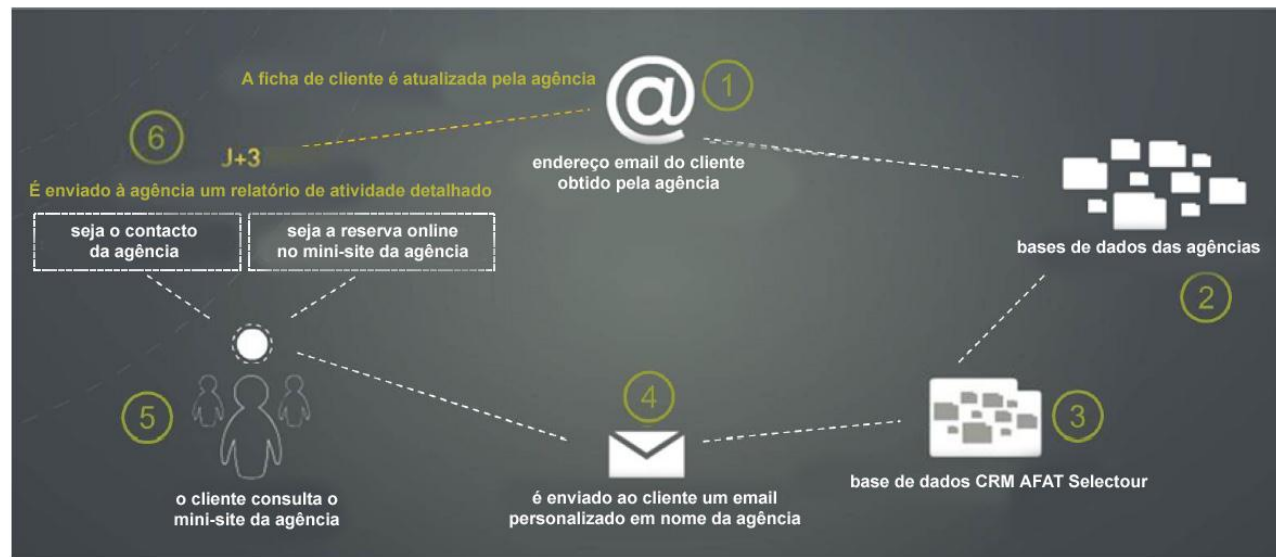 A ficha de cliente é atualizada pela agência
@
1
endereço email do cliente
obtido pela agência
bases de dados das agências
2
3
base de dados CRM AFAT Selectour
4
é enviado ao cliente um email
personalizado em nome da agência
5
o cliente consulta o
mini-site da agência
seja o contacto
da agência
seja a reserva online
no mini-site da agência
6
J+3
É enviado à agência um relatório de atividade detalhado